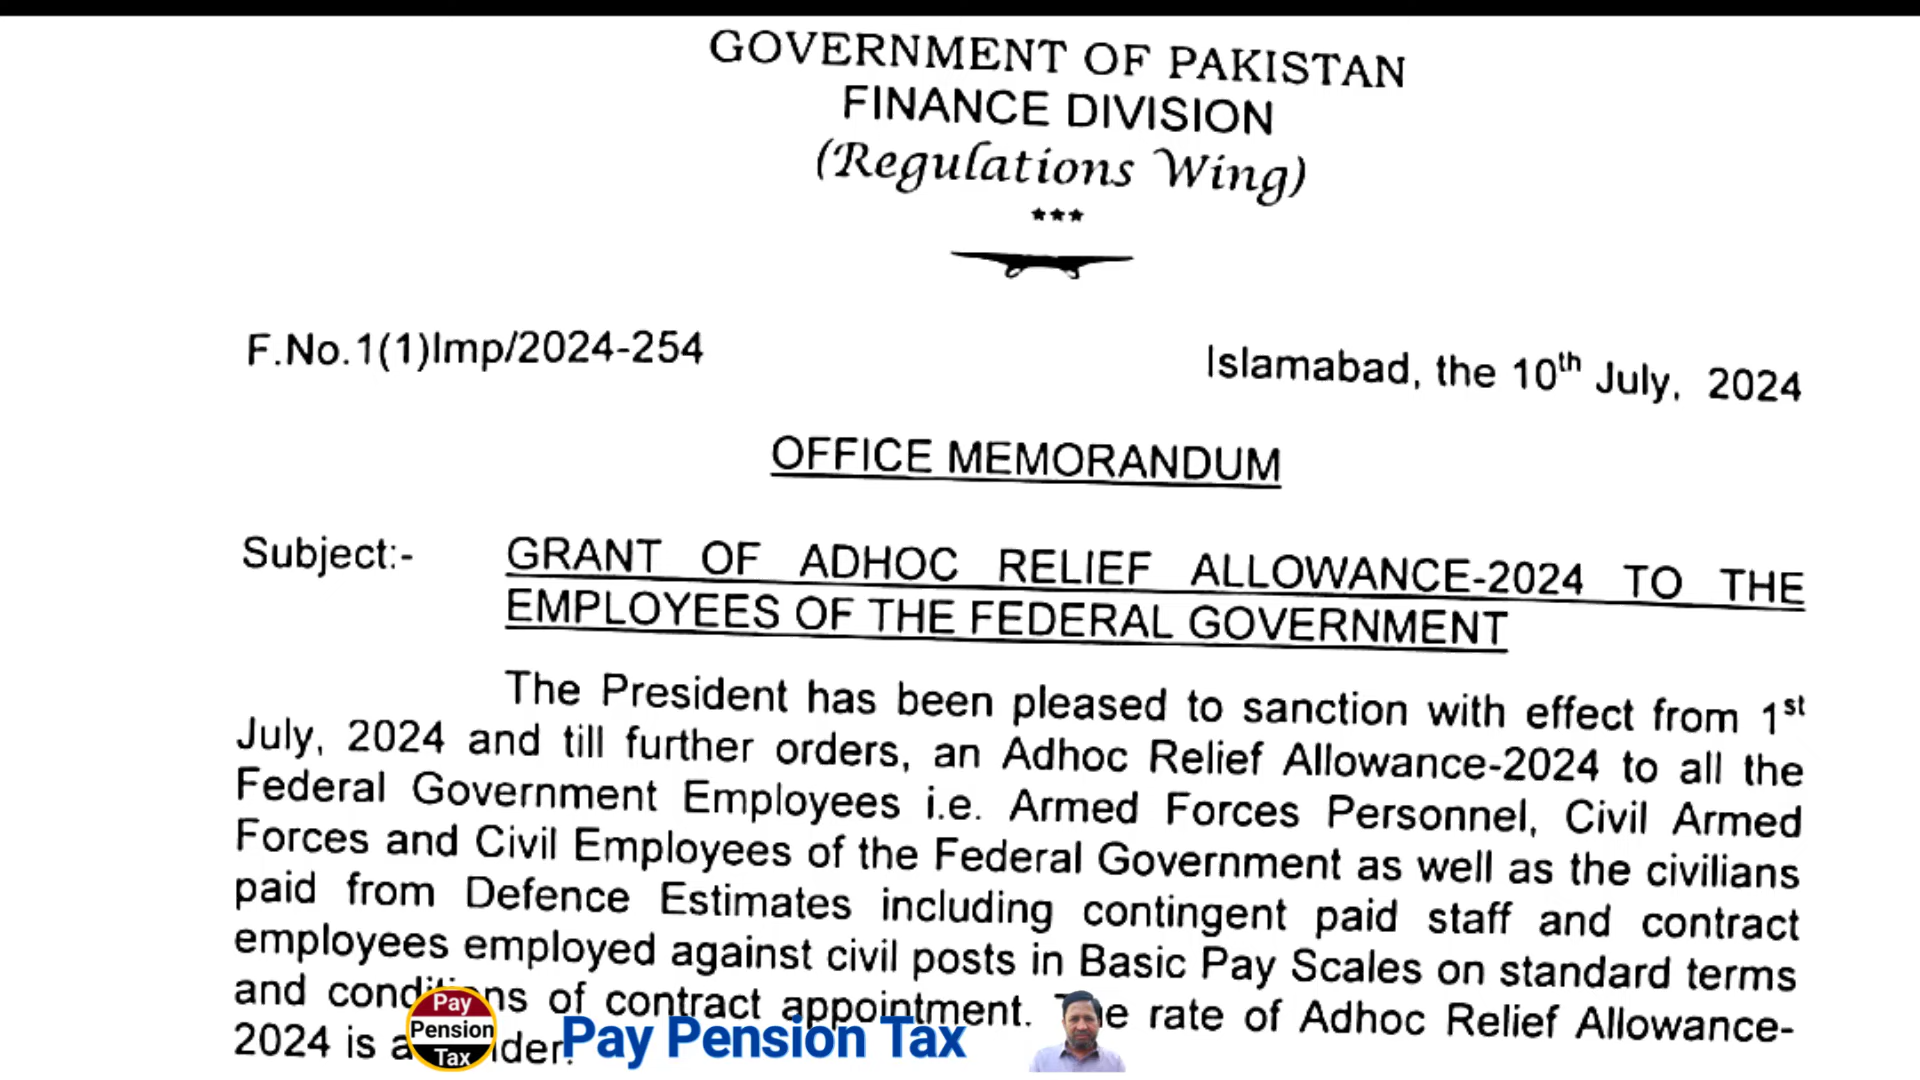 GOVERNMENT OF PAKISTAN
FINANCE DIVISION
(Regulations Wing)
***
F.No.1(1)Imp/2024-254
Islamabad, the 10th July, 2024
OFFICE MEMORANDUM
Subject:- GRANT OF ADHOC RELIEF ALLOWANCE-2024 TO THE
EMPLOYEES OF THE FEDERAL GOVERNMENT
The President has been pleased to sanction with effect from 1st
July, 2024 and till further orders, an Adhoc Relief Allowance-2024 to all the
Federal Government Employees i.e. Armed Forces Personnel, Civil Armed
Forces and Civil Employees of the Federal Government as well as the civilians
paid from Defence Estimates including contingent paid staff and contract
employees employed against civil posts in Basic Pay Scales on standard terms
and conditions of contract appointment. The rate of Adhoc Relief Allowance-
2024 is
Pay
Pension
Tax
Pay Pension Tax